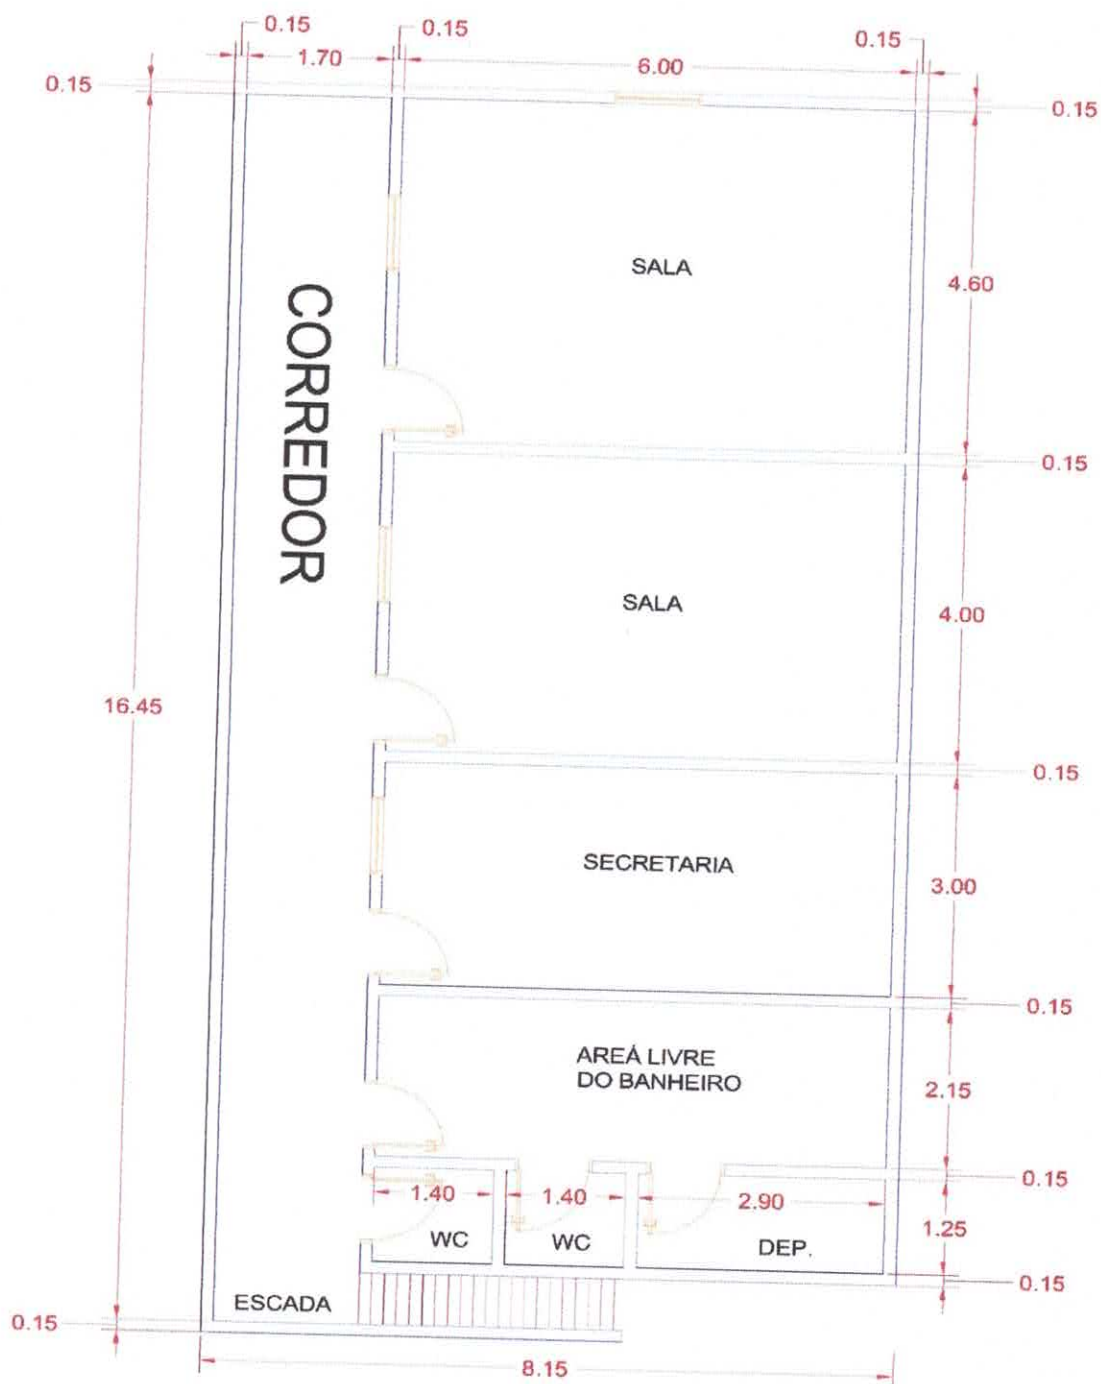 0.15
0.15
0.15
1.70
6.00
0.15
0.15
SALA
4.60
CORREDOR
0.15
SALA
4.00
16.45
0.15
SECRETARIA
3.00
0.15
AREÁ LIVRE
DO BANHEIRO
2.15
0.15
1.40
1.40
2.90
1.25
WC
WC
DEP.
0.15
ESCADA
0.15
8.15